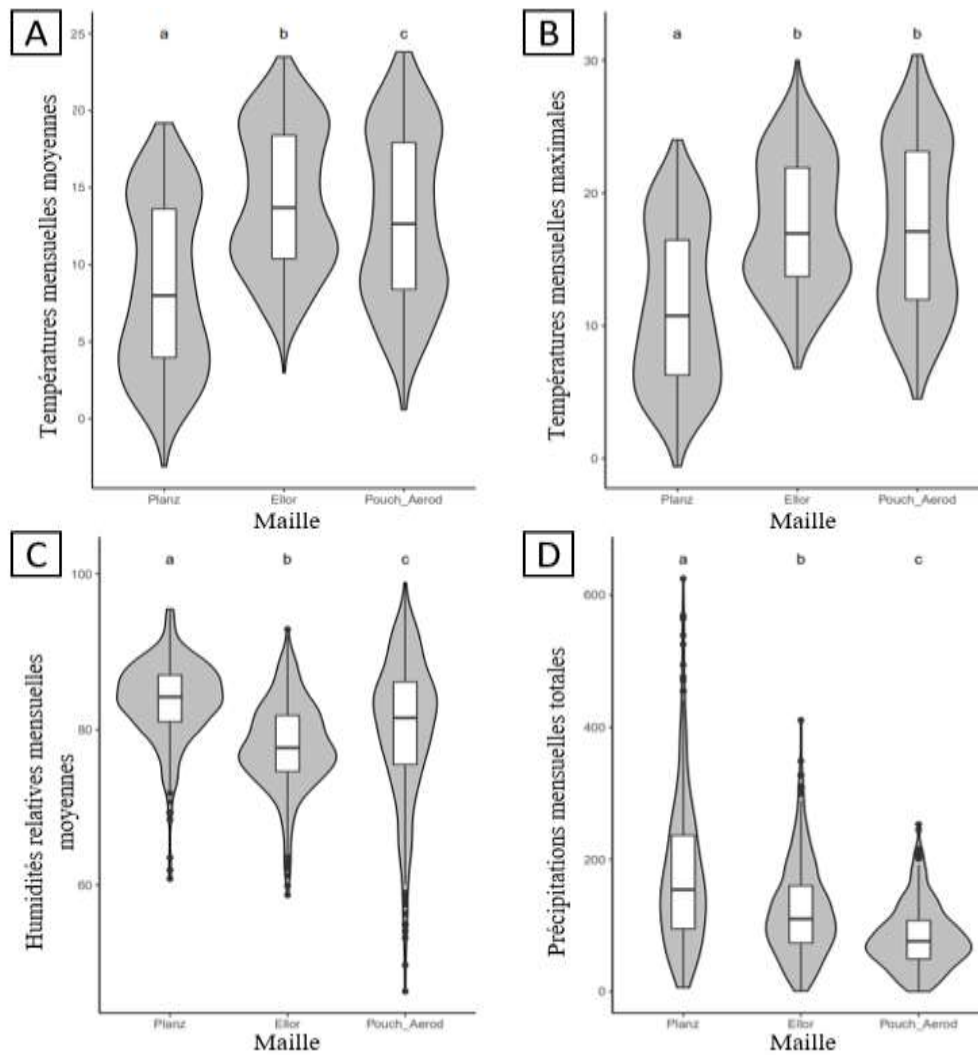 A
a b c
25
20
15
10
5
0
Températures mensuelles moyennes
Planz Ellor Pouch_Aerod
Maille
B
a b b
30
20
10
0
Températures mensuelles maximales
Planz Ellor Pouch_Aerod
Maille
C
a b c
100
80
60
Humidités relatives mensuelles
moyennes
Planz Ellor Pouch_Aerod
Maille
D
a b c
600
400
200
0
Précipitations mensuelles totales
Planz Ellor Pouch_Aerod
Maille